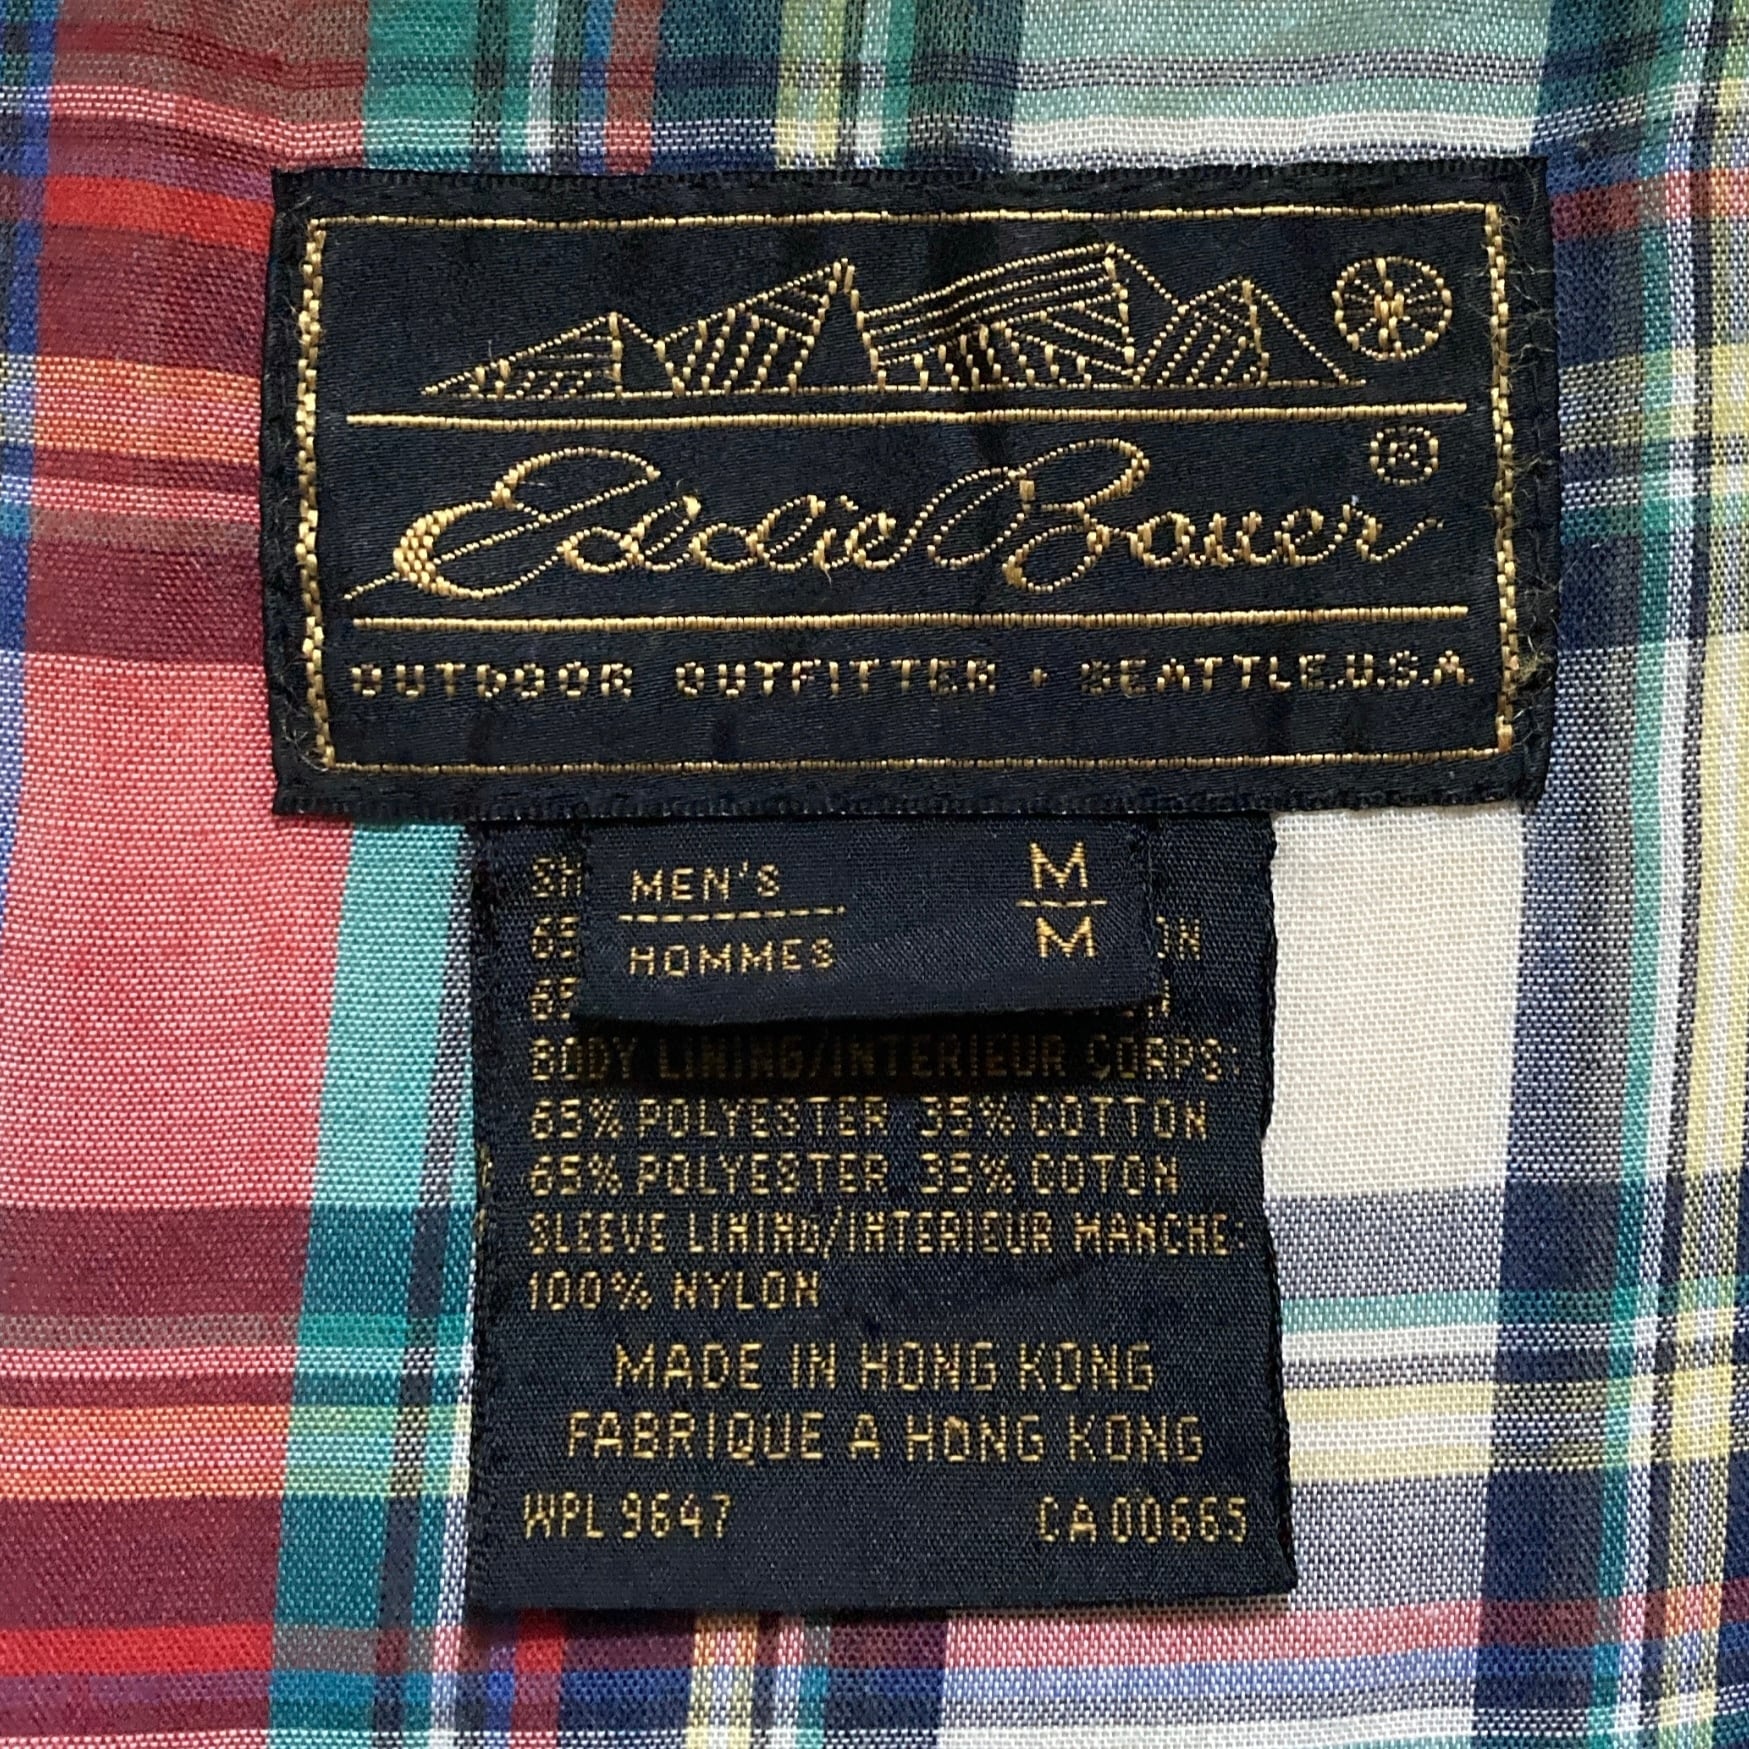 Eddie Bauer ®
OUTDOOR OUTFITTER • SEATTLE, U.S.A.
MEN'S M
HOMMES M
BODY LINING/INTERIEUR CORPS:
65% POLYESTER 35% COTTON
65% POLYESTER 35% COTON
SLEEVE LINING/INTERIEUR MANCHE:
100% NYLON
MADE IN HONG KONG
FABRIQUE A HONG KONG
WPL 9647 CA 00665